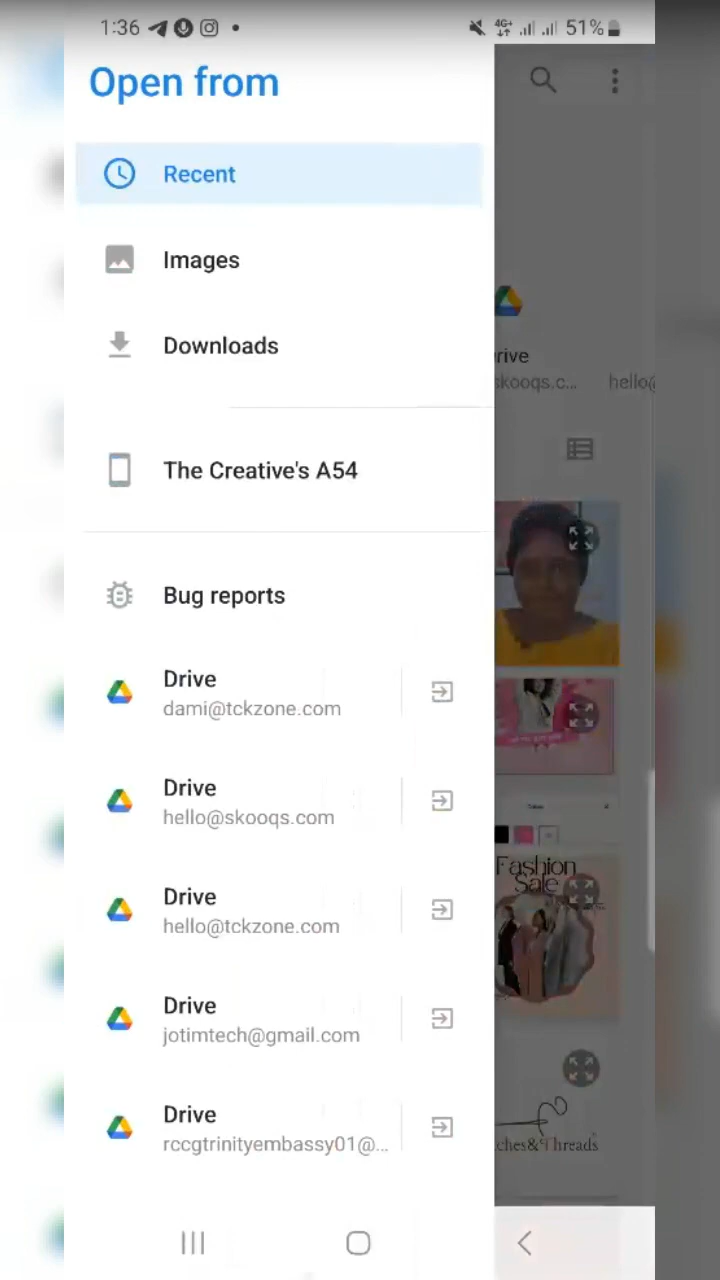 1:36
4G+
51%
Open from
Recent
Images
Downloads
rive
skooqs.c...
hello@
The Creative's A54
Bug reports
Drive
dami@tckzone.com
Drive
hello@skooqs.com
Drive
hello@tckzone.com
Drive
jotimtech@gmail.com
Drive
rccgtrinityembassy01@...
Fashion
Sale
ches&Threads